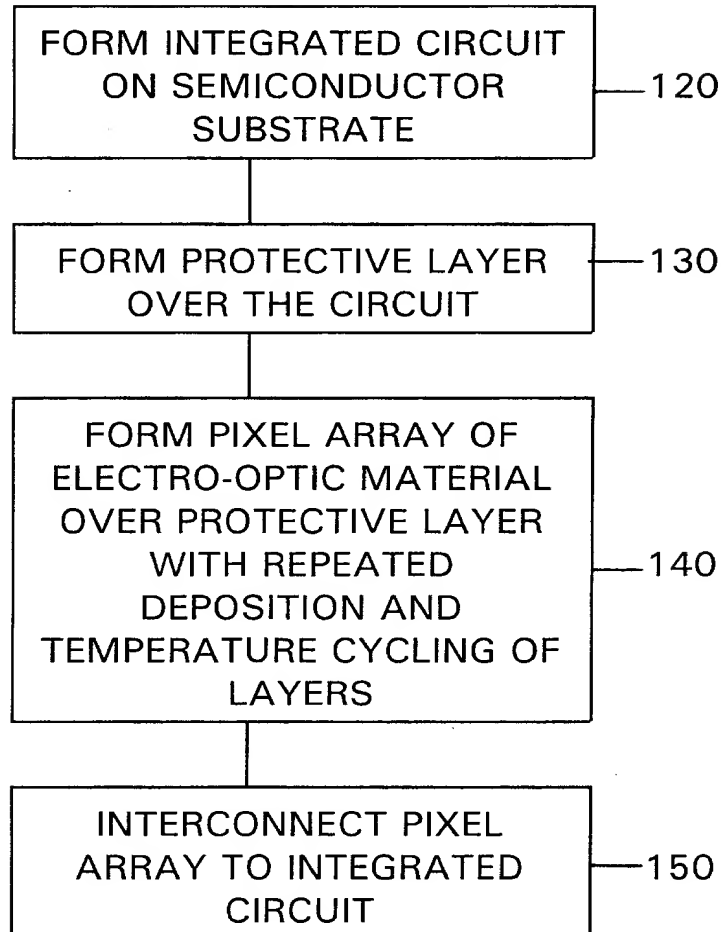 FORM INTEGRATED CIRCUIT
ON SEMICONDUCTOR
SUBSTRATE
120
FORM PROTECTIVE LAYER
OVER THE CIRCUIT
130
FORM PIXEL ARRAY OF
ELECTRO-OPTIC MATERIAL
OVER PROTECTIVE LAYER
WITH REPEATED
DEPOSITION AND
TEMPERATURE CYCLING OF
LAYERS
140
INTERCONNECT PIXEL
ARRAY TO INTEGRATED
CIRCUIT
150